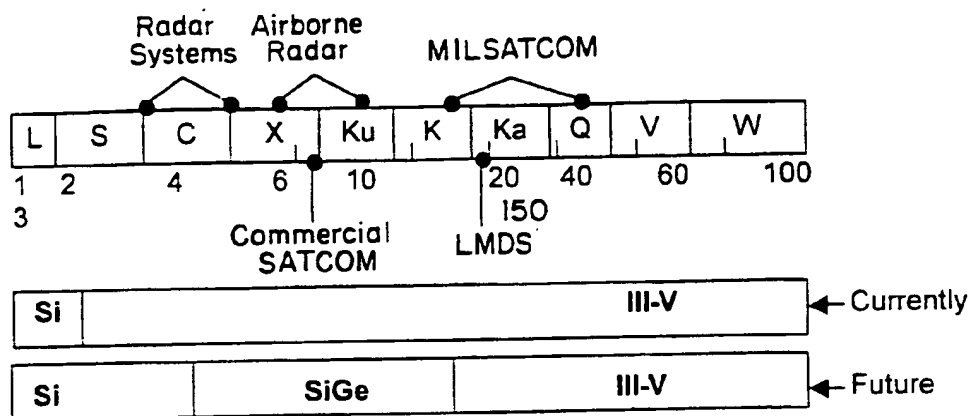 Radar Systems
Airborne Radar
MILSATCOM
L S C X Ku K Ka Q V W
1 2 4 6 10 20 40 60 100
3 150
Commercial SATCOM
LMDS
Si III-V Currently
Si SiGe III-V Future